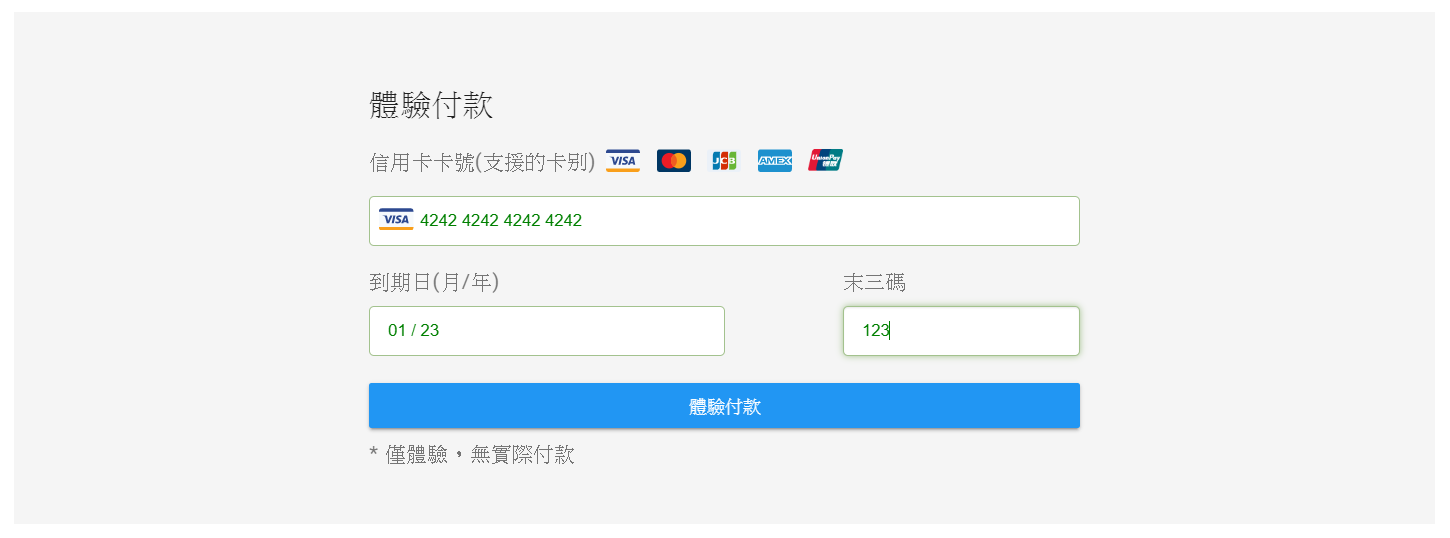 體驗付款
信用卡卡號(支援的卡別) VISA JCB AMEX UnionPay 銀联
VISA 4242 4242 4242 4242
到期日(月/年) 末三碼
01 / 23 123
體驗付款
* 僅體驗，無實際付款